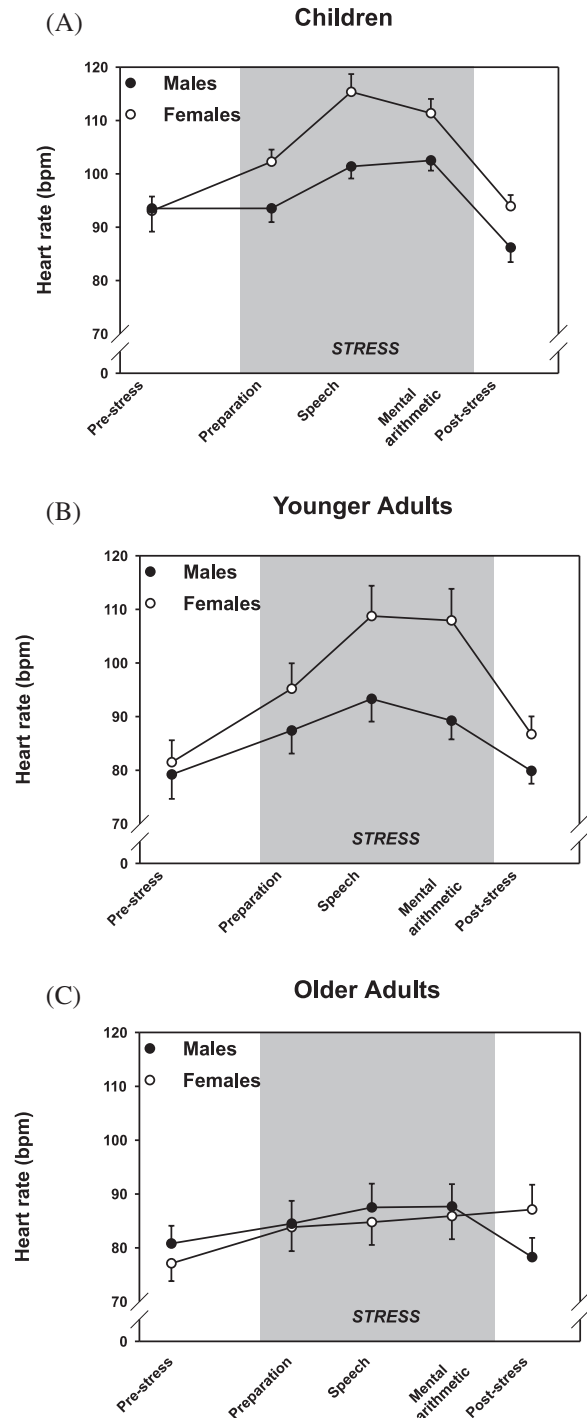 (A)
Children
120
Males
Females
110
100
90
80
70
0
Heart rate (bpm)
STRESS
Pre-stress
Preparation
Speech
Mental
arithmetic
Post-stress
(B)
Younger Adults
120
Males
Females
110
100
90
80
70
0
Heart rate (bpm)
STRESS
Pre-stress
Preparation
Speech
Mental
arithmetic
Post-stress
(C)
Older Adults
120
Males
Females
110
100
90
80
70
0
Heart rate (bpm)
STRESS
Pre-stress
Preparation
Speech
Mental
arithmetic
Post-stress